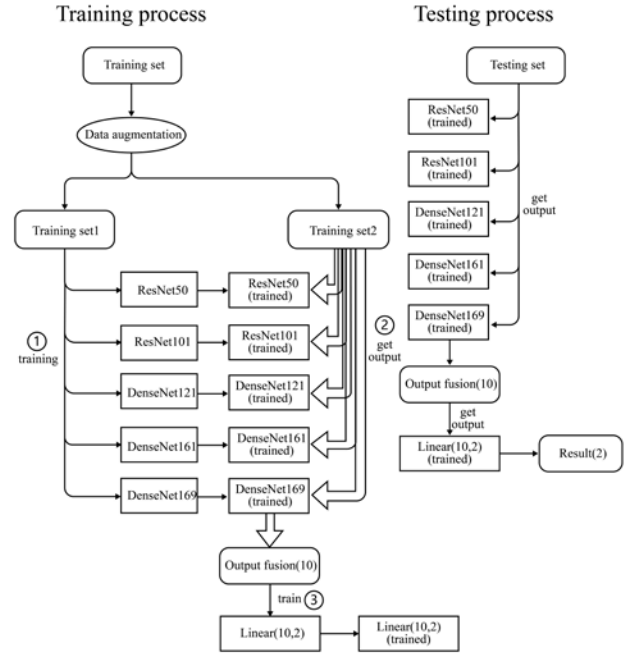 Training process
Training set
Data augmentation
Training set1
Training set2
①
training
ResNet50
ResNet50
(trained)
ResNet101
ResNet101
(trained)
DenseNet121
DenseNet121
(trained)
DenseNet161
DenseNet161
(trained)
DenseNet169
DenseNet169
(trained)
②
get
output
Output fusion(10)
train ③
Linear(10,2)
Linear(10,2)
(trained)
Testing process
Testing set
ResNet50
(trained)
ResNet101
(trained)
DenseNet121
(trained)
DenseNet161
(trained)
DenseNet169
(trained)
get
output
Output fusion(10)
get
output
Linear(10,2)
(trained)
Result(2)